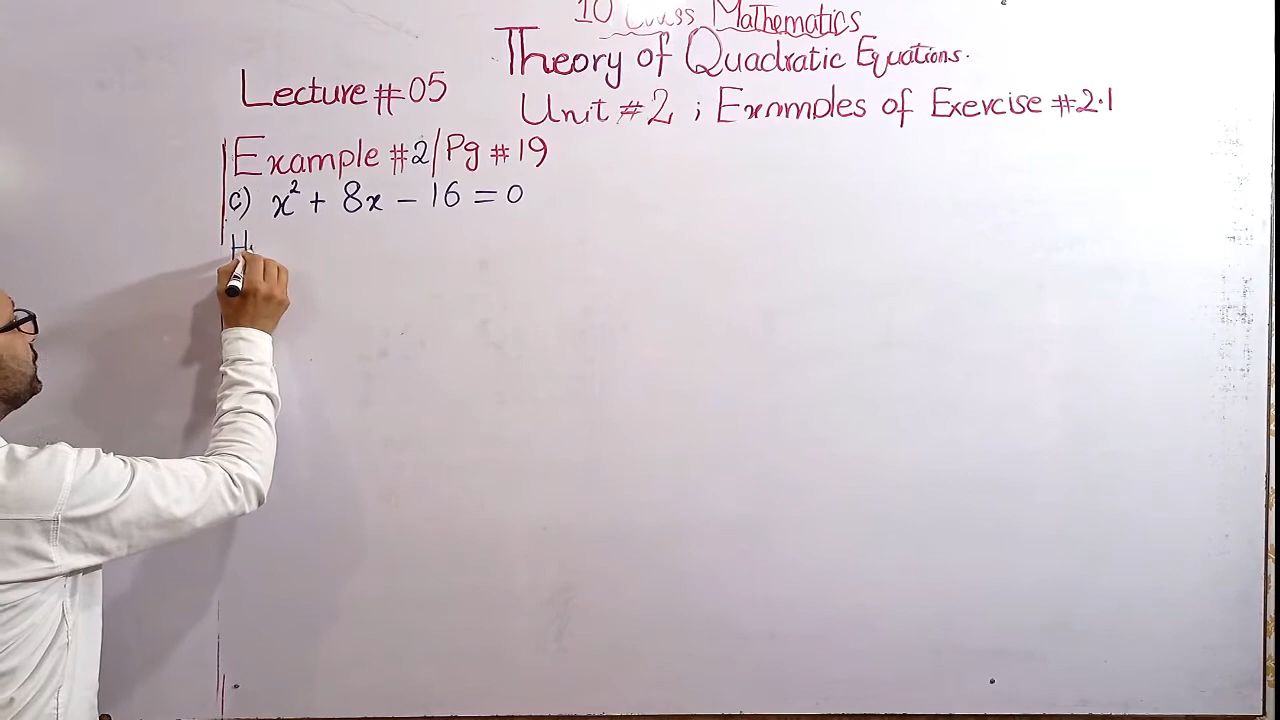 10 Class Mathematics
Theory of Quadratic Equations.
Lecture #05
Unit #2 ; Examples of Exercise #2.1
Example #2/Pg #19
c) x² + 8x - 16 = 0